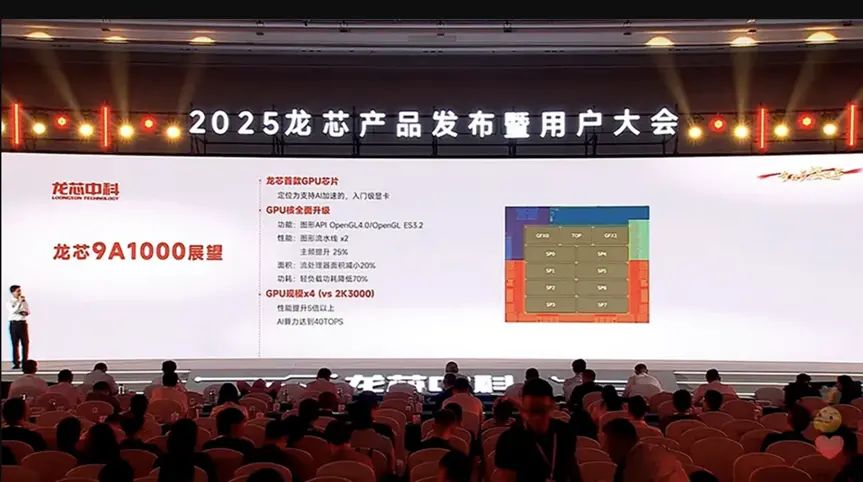 2025龙芯产品发布暨用户大会
龙芯中科
LOONGSON TECHNOLOGY
龙芯9A1000展望
龙芯首款GPU芯片
定位为支持AI加速的，入门级显卡
GPU核全面升级
功能：图形API OpenGL4.0/OpenGL ES3.2
性能：图形流水线 x2
主频提升 25%
面积：流处理器面积减小20%
功耗：轻负载功耗降低70%
GPU规模x4 (vs 2K3000)
性能提升5倍以上
AI算力达到40TOPS
GFX0 TOP GFX1
SP0 SP4
SP1 SP5
SP2 SP6
SP3 SP7
龙芯中科